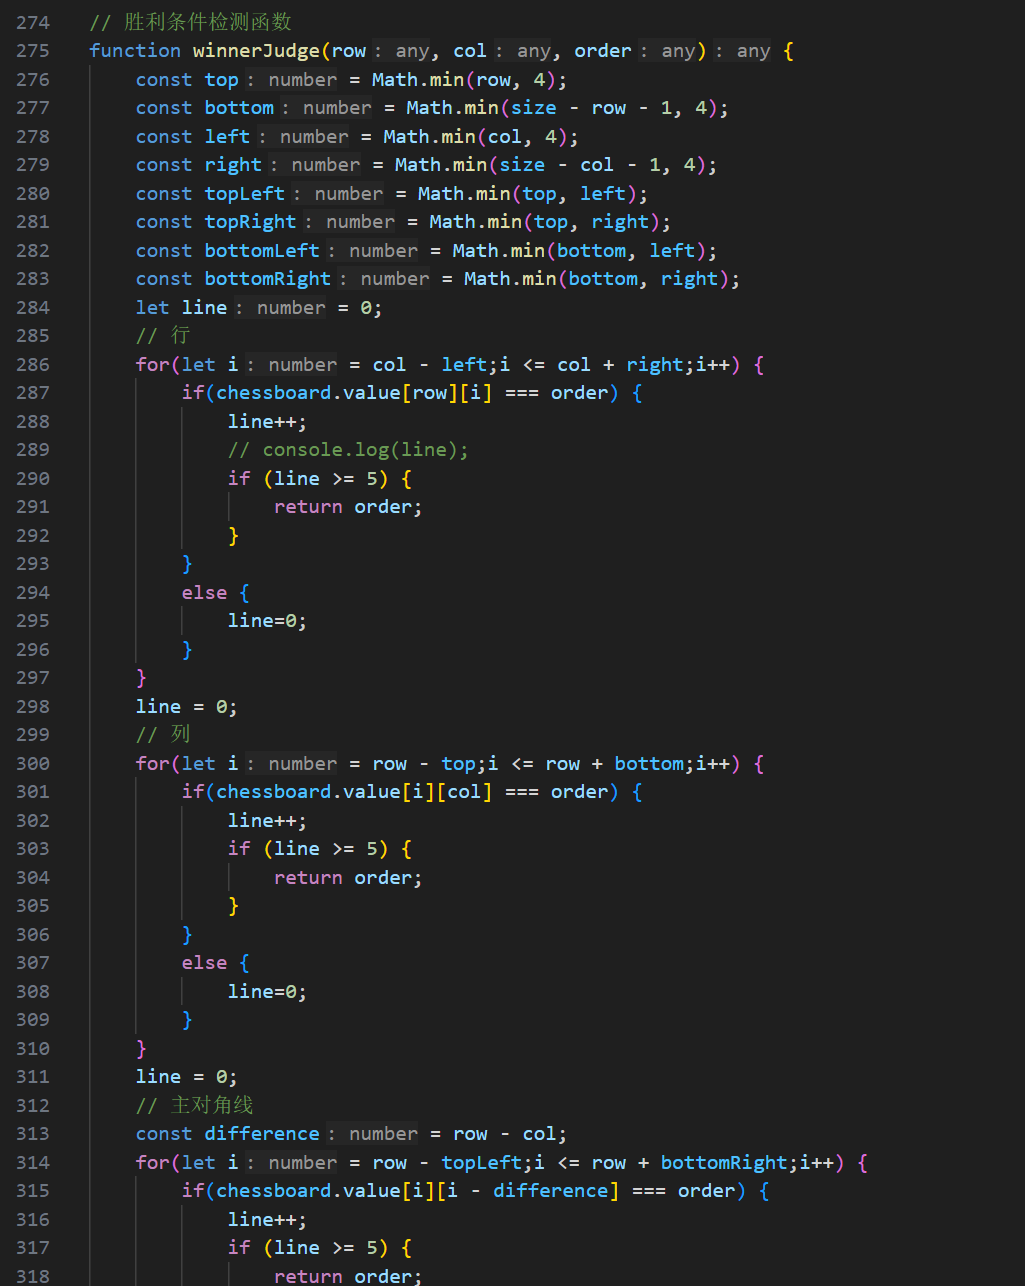 274 // 胜利条件检测函数
275 function winnerJudge(row: any, col: any, order: any): any {
276 const top: number = Math.min(row, 4);
277 const bottom: number = Math.min(size - row - 1, 4);
278 const left: number = Math.min(col, 4);
279 const right: number = Math.min(size - col - 1, 4);
280 const topLeft: number = Math.min(top, left);
281 const topRight: number = Math.min(top, right);
282 const bottomLeft: number = Math.min(bottom, left);
283 const bottomRight: number = Math.min(bottom, right);
284 let line: number = 0;
285 // 行
286 for(let i: number = col - left;i <= col + right;i++) {
287 if(chessboard.value[row][i] === order) {
288 line++;
289 // console.log(line);
290 if (line >= 5) {
291 return order;
292 }
293 }
294 else {
295 line=0;
296 }
297 }
298 line = 0;
299 // 列
300 for(let i: number = row - top;i <= row + bottom;i++) {
301 if(chessboard.value[i][col] === order) {
302 line++;
303 if (line >= 5) {
304 return order;
305 }
306 }
307 else {
308 line=0;
309 }
310 }
311 line = 0;
312 // 主对角线
313 const difference: number = row - col;
314 for(let i: number = row - topLeft;i <= row + bottomRight;i++) {
315 if(chessboard.value[i][i - difference] === order) {
316 line++;
317 if (line >= 5) {
318 return order;